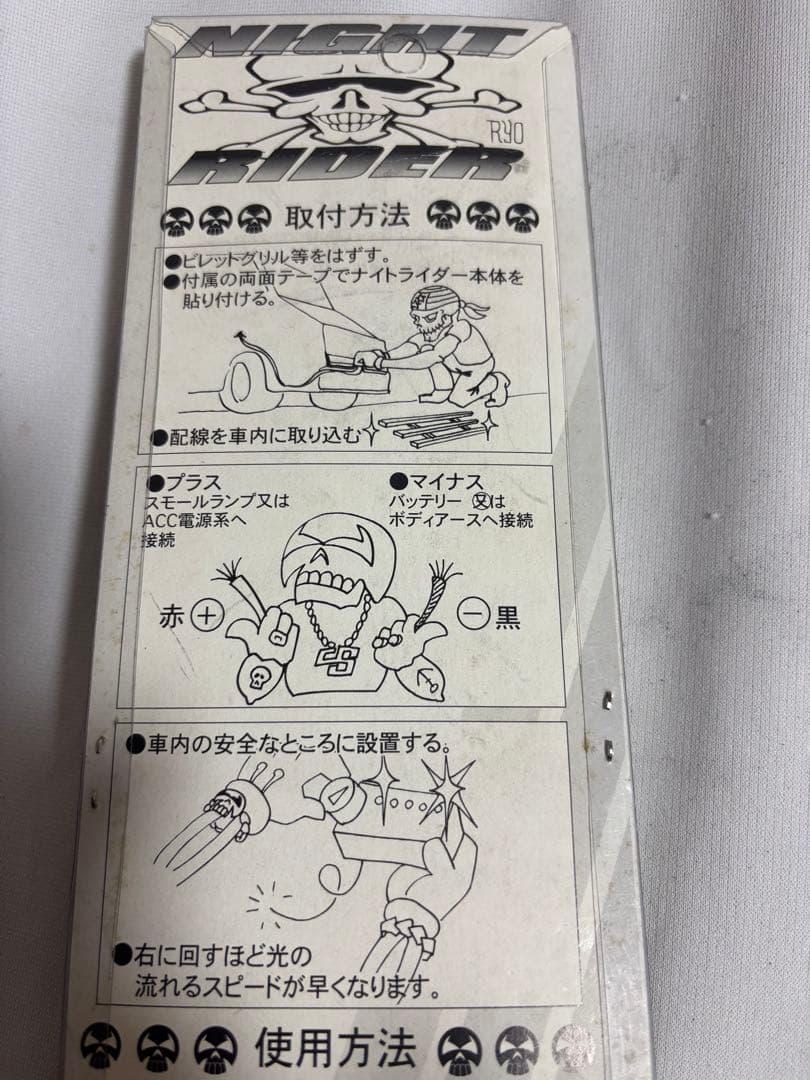 NIGHT
RYO
RIDER
取付方法
●ビレットグリル等をはずす。
●付属の両面テープでナイトライダー本体を
貼り付ける。
●配線を車内に取り込む
●プラス
スモールランプ又は
ACC電源系へ
接続
●マイナス
バッテリー 又は
ボディアースへ接続
赤 ⊕
⊖ 黒
●車内の安全なところに設置する。
●右に回すほど光の
流れるスピードが早くなります。
使用方法